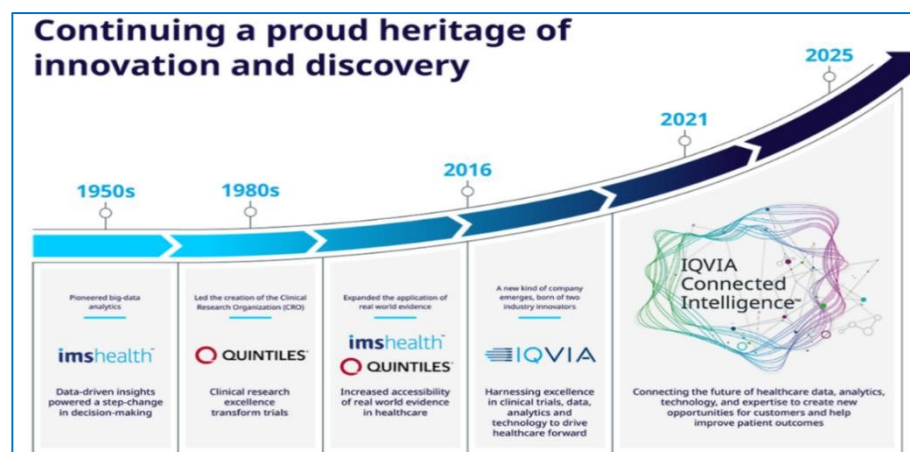 Continuing a proud heritage of
innovation and discovery
1950s
1980s
2016
2021
2025
Pioneered big-data
analytics
imshealth™
Data-driven insights
powered a step-change
in decision-making
Led the creation of the Clinical
Research Organization (CRO)
QUINTILES™
Clinical research
excellence
transform trials
Expanded the application of
real world evidence
imshealth™
QUINTILES™
Increased accessibility
of real world evidence
in healthcare
A new kind of company
emerges, born of two
industry innovators
IQVIA
Harnessing excellence
in clinical trials, data,
analytics and
technology to drive
healthcare forward
IQVIA
Connected
Intelligence™
Connecting the future of healthcare data, analytics,
technology, and expertise to create new
opportunities for customers and help
improve patient outcomes